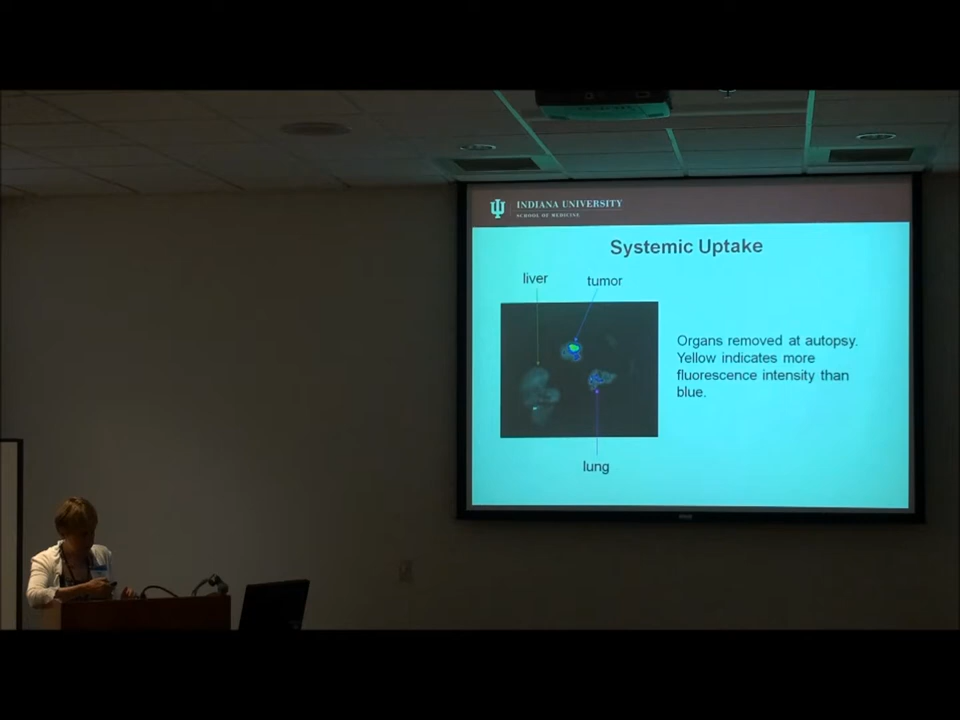 INDIANA UNIVERSITY
SCHOOL OF MEDICINE
Systemic Uptake
liver
tumor
Organs removed at autopsy.
Yellow indicates more
fluorescence intensity than
blue.
lung